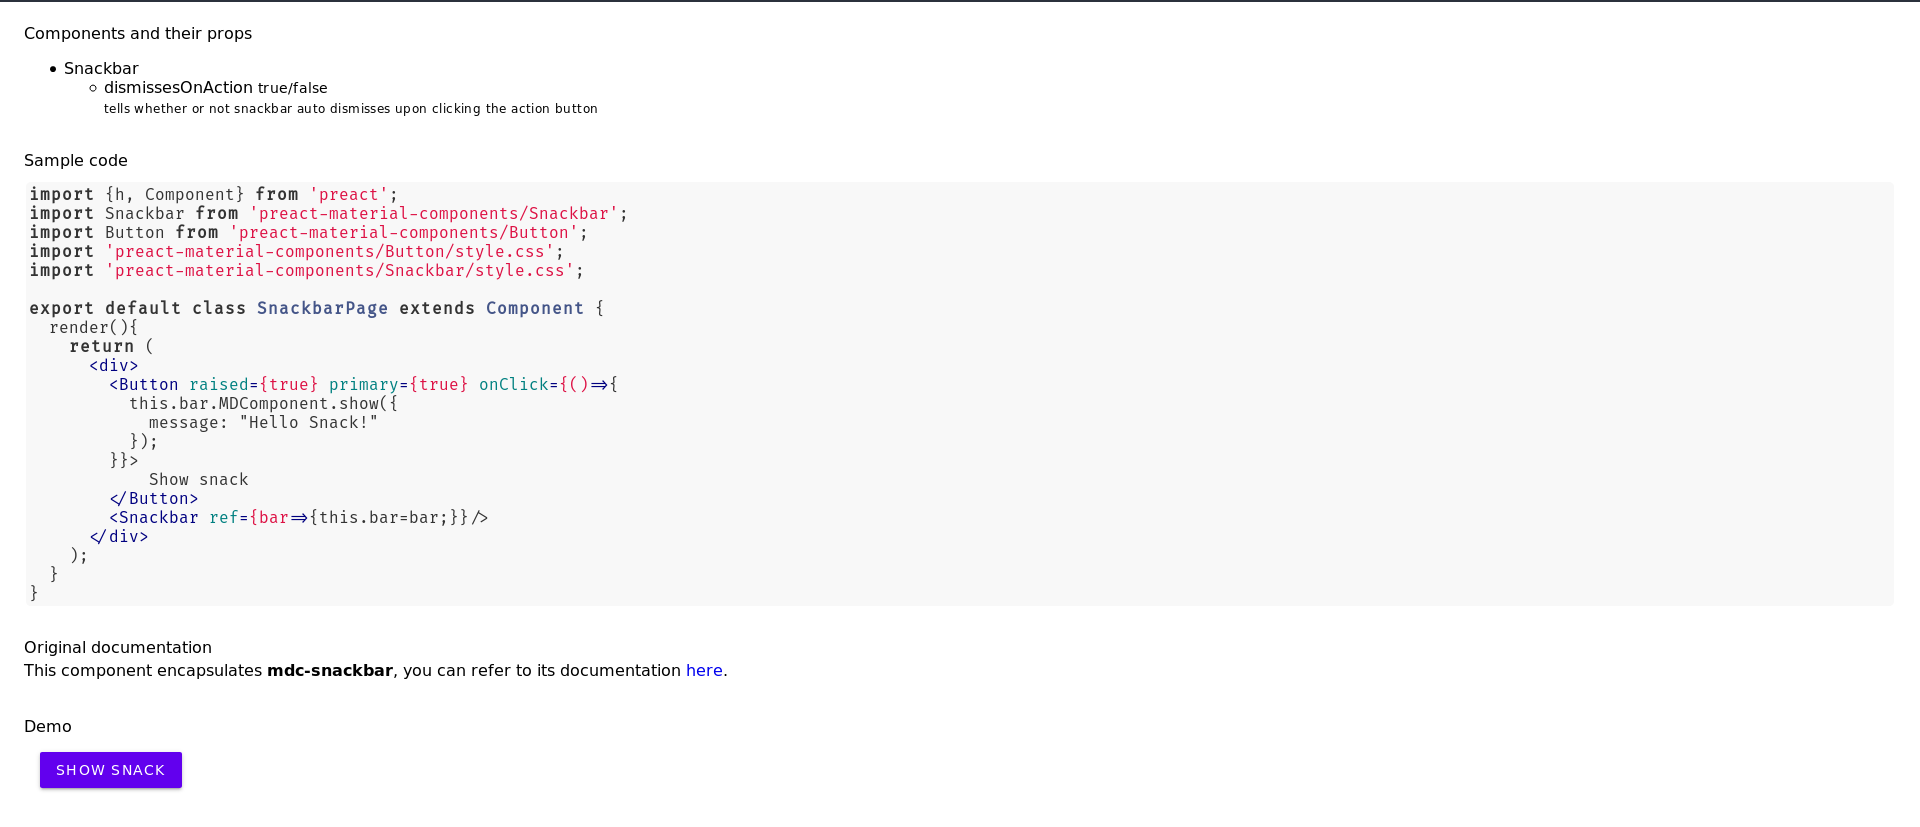 Components and their props
Snackbar
dismissesOnAction true/false
tells whether or not snackbar auto dismisses upon clicking the action button
Sample code
import {h, Component} from 'preact';
import Snackbar from 'preact-material-components/Snackbar';
import Button from 'preact-material-components/Button';
import 'preact-material-components/Button/style.css';
import 'preact-material-components/Snackbar/style.css';
export default class SnackbarPage extends Component {
render(){
return (
<div>
<Button raised={true} primary={true} onClick={()=>{
this.bar.MDComponent.show({
message: "Hello Snack!"
});
}}>
Show snack
</Button>
<Snackbar ref={bar=>{this.bar=bar;}}/>
</div>
);
}
}
Original documentation
This component encapsulates mdc-snackbar, you can refer to its documentation here.
Demo
SHOW SNACK